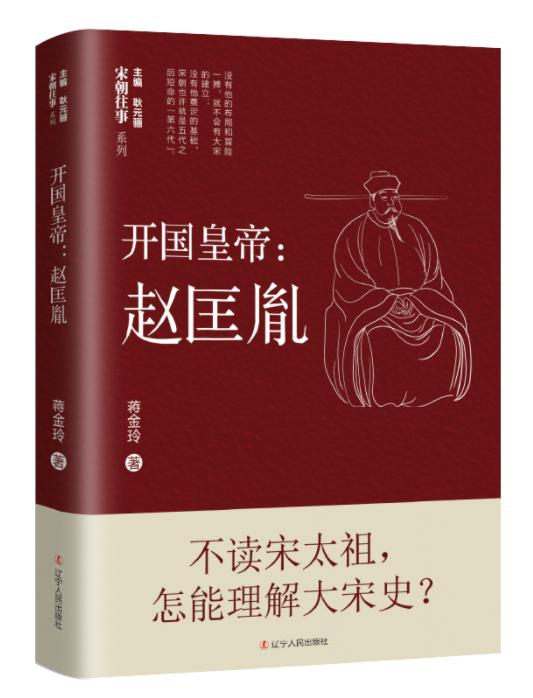 主编 耿元骊
宋朝往事 系列
开国皇帝：赵匡胤
蒋金玲 著
辽宁人民出版社
主编 耿元骊
宋朝往事 系列
没有他的布局和冒险
一搏，就不会有大宋
的建立；
没有他奠定的基础，
宋朝也许就是五代之
后短命的“第六代”。
开国皇帝：
赵匡胤
蒋金玲 著
不读宋太祖，
怎能理解大宋史？
辽宁人民出版社